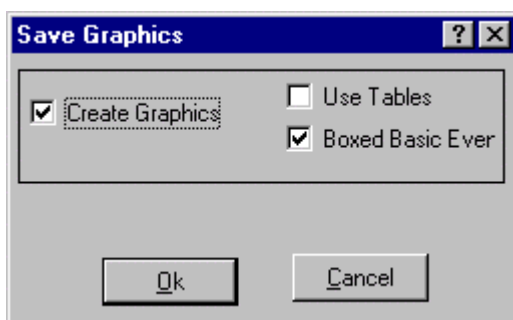 Save Graphics
Create Graphics
Use Tables
Boxed Basic Ever
Ok
Cancel